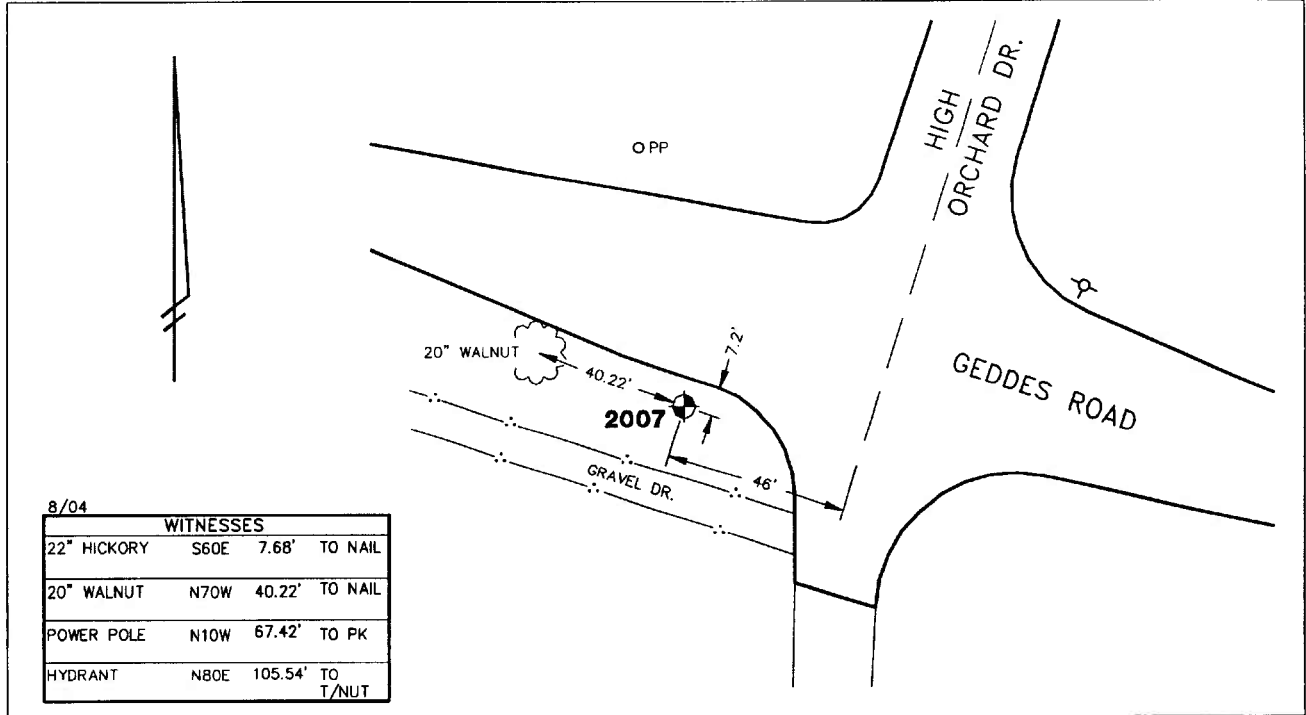 HIGH
ORCHARD DR.
PP
7.2'
20" WALNUT
40.22'
GEDDES ROAD
2007
46'
GRAVEL DR.
8/04
WITNESSES
22" HICKORY S60E 7.68' TO NAIL
20" WALNUT N70W 40.22' TO NAIL
POWER POLE N10W 67.42' TO PK
HYDRANT N80E 105.54' TO
T/NUT